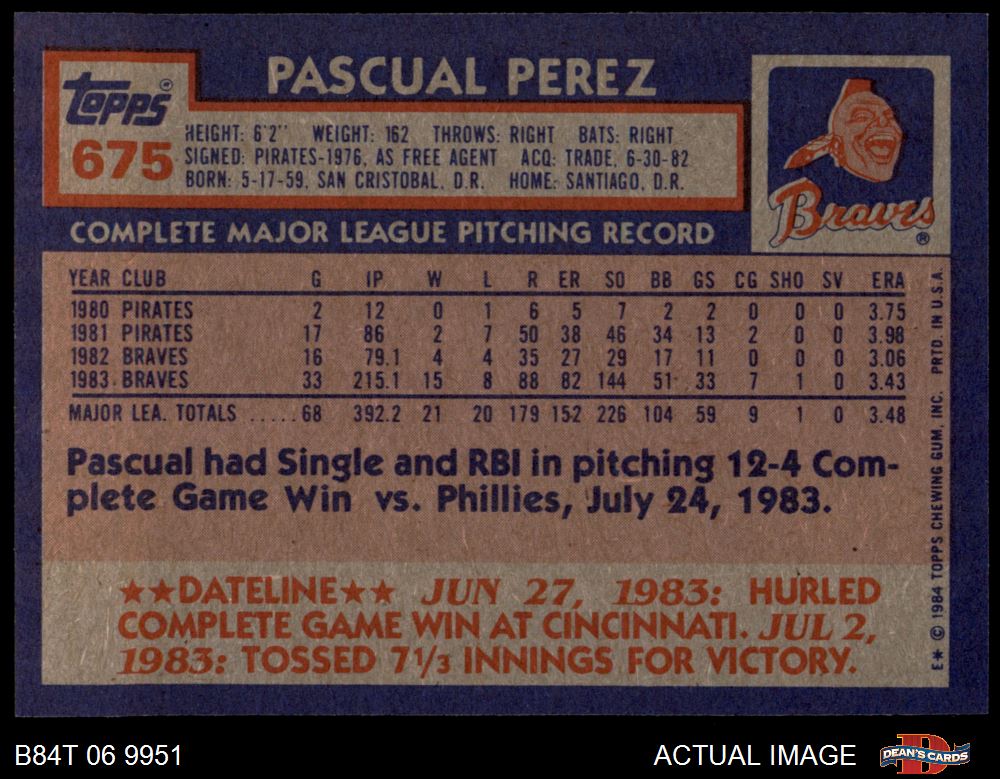 PASCUAL PEREZ
Topps®
675
HEIGHT: 6'2" WEIGHT: 162 THROWS: RIGHT BATS: RIGHT
SIGNED: PIRATES-1976, AS FREE AGENT ACQ: TRADE, 6-30-82
BORN: 5-17-59, SAN CRISTOBAL, D.R. HOME: SANTIAGO, D.R.
Braves®
COMPLETE MAJOR LEAGUE PITCHING RECORD
YEAR CLUB G IP W L R ER SO BB GS CG SHO SV ERA
1980 PIRATES 2 12 0 1 6 5 7 2 2 0 0 0 3.75
1981 PIRATES 17 86 2 7 50 38 46 34 13 2 0 0 3.98
1982 BRAVES 16 79.1 4 4 35 27 29 17 11 0 0 0 3.06
1983 BRAVES 33 215.1 15 8 88 82 144 51 33 7 1 0 3.43
MAJOR LEA. TOTALS .....68 392.2 21 20 179 152 226 104 59 9 1 0 3.48
Pascual had Single and RBI in pitching 12-4 Com-
plete Game Win vs. Phillies, July 24, 1983.
★★DATELINE★★ JUN 27, 1983: HURLED
COMPLETE GAME WIN AT CINCINNATI. JUL 2,
1983: TOSSED 7 1/3 INNINGS FOR VICTORY.
E★ © 1984 TOPPS CHEWING GUM, INC. PRTD. IN U.S.A.
B84T 06 9951
ACTUAL IMAGE
DEAN'S CARDS